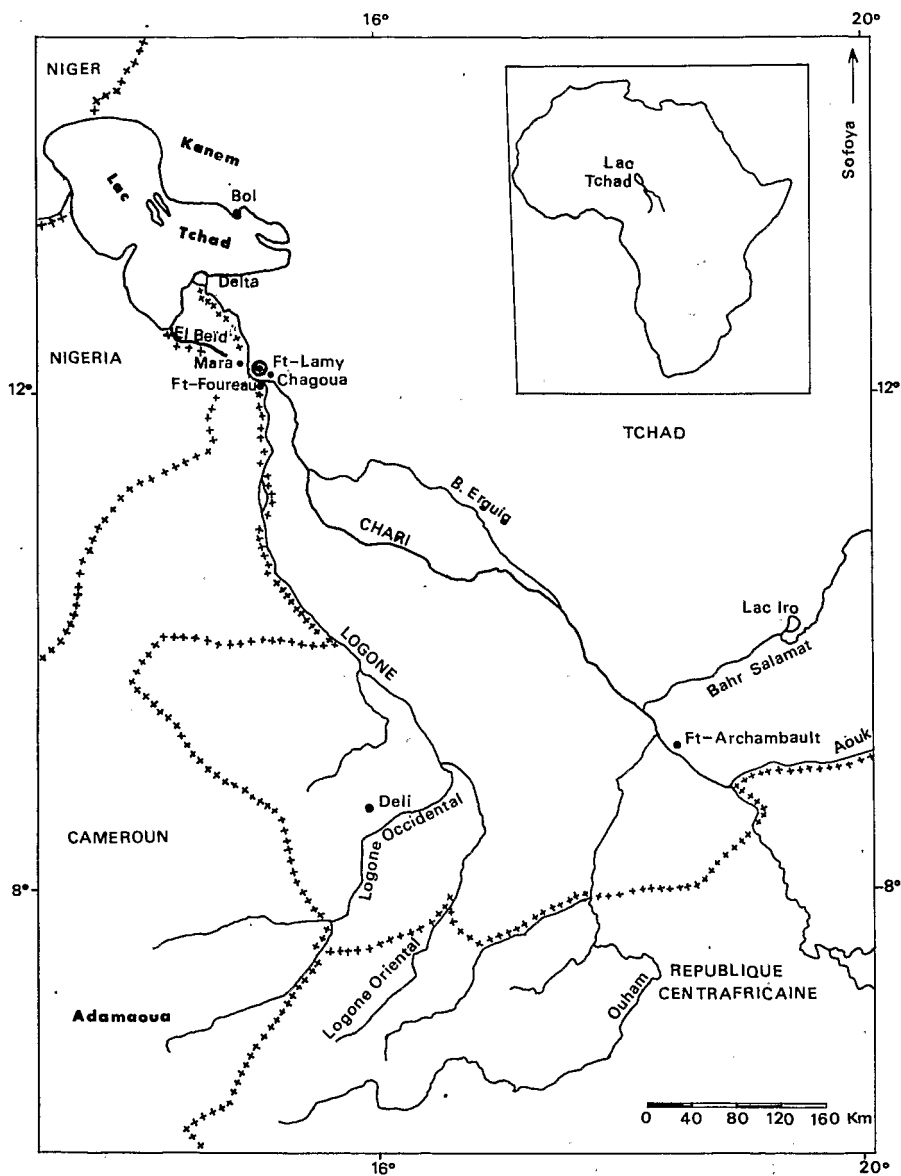 16°
20°
NIGER
Sofoya
Kanem
Lac
Tchad
Bol
Lac
Tchad
Delta
El Beïd
NIGERIA
Mara
Ft-Lamy
Chagoua
Ft-Foureau
12°
12°
TCHAD
B. Erguig
CHARI
Lac Iro
LOGONE
Bahr Salamat
Ft-Archambault
Aouk
Deli
Logone Occidental
CAMEROUN
8°
8°
Logone Oriental
REPUBLIQUE
CENTRAFRICAINE
Ouham
Adamaoua
0 40 80 120 160 Km
16°
20°